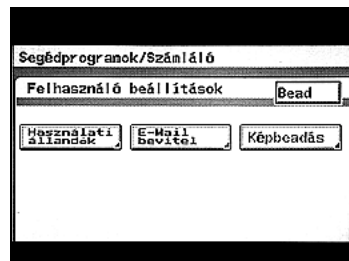 Segédprogramok/Számláló
Felhasználó beállítások
Bead
Használati
állandók
E-Mail
bevitel
Képbeadás